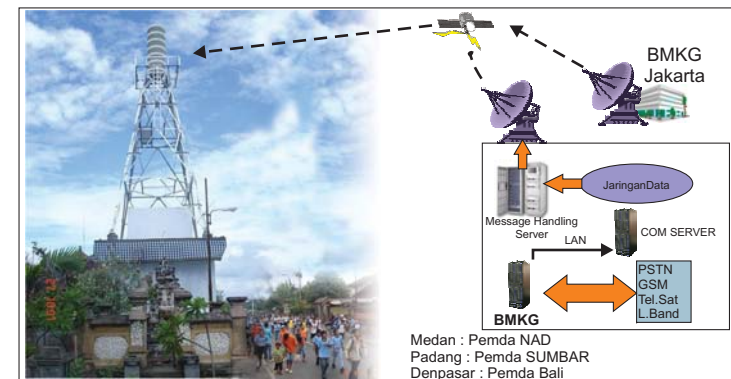 BMKG
Jakarta
JaringanData
Message Handling
Server
LAN
COM SERVER
BMKG
PSTN
GSM
Tel.Sat
L.Band
Medan : Pemda NAD
Padang : Pemda SUMBAR
Denpasar : Pemda Bali